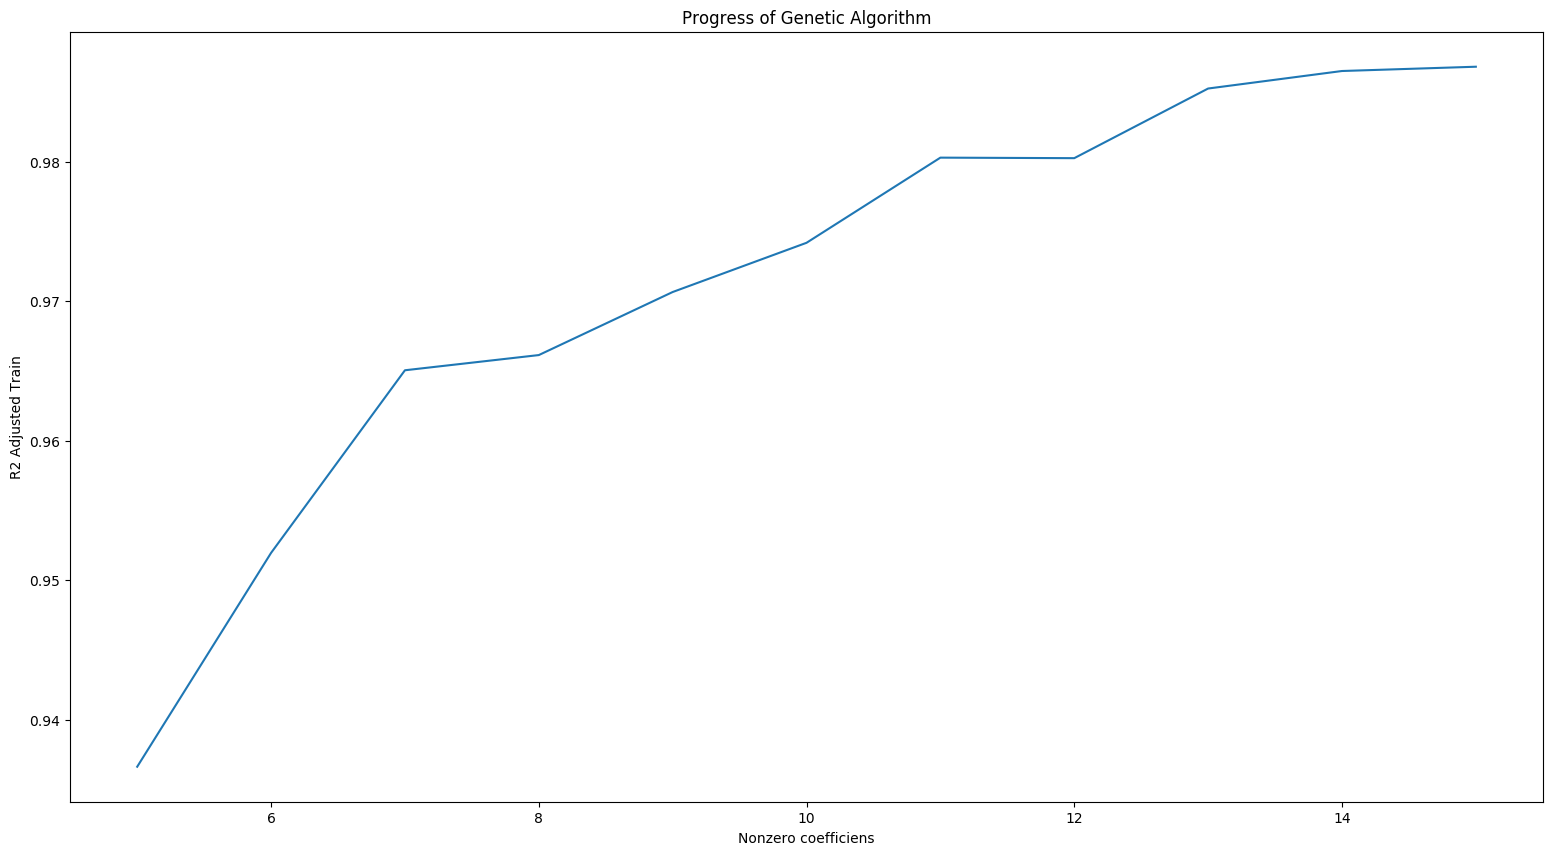 Progress of Genetic Algorithm
0.98
0.97
0.96
0.95
0.94
R2 Adjusted Train
6 8 10 12 14
Nonzero coefficiens